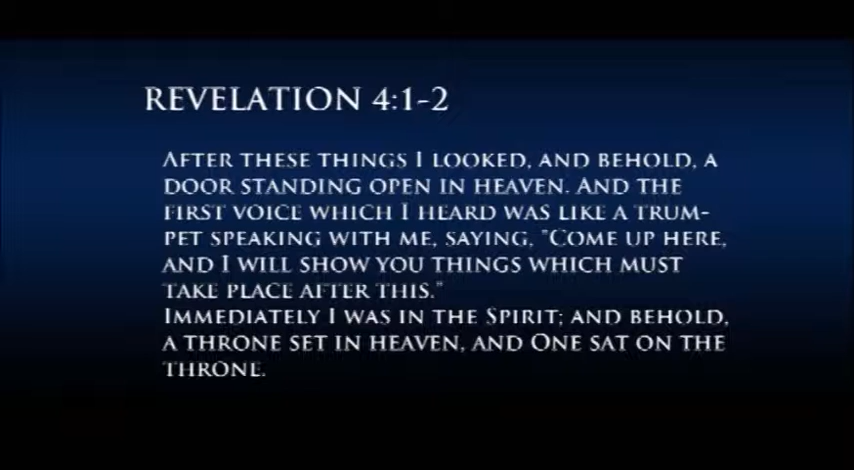 REVELATION 4:1-2
AFTER THESE THINGS I LOOKED, AND BEHOLD, A
DOOR STANDING OPEN IN HEAVEN. AND THE
FIRST VOICE WHICH I HEARD WAS LIKE A TRUM-
PET SPEAKING WITH ME, SAYING, "COME UP HERE,
AND I WILL SHOW YOU THINGS WHICH MUST
TAKE PLACE AFTER THIS."
IMMEDIATELY I WAS IN THE SPIRIT; AND BEHOLD,
A THRONE SET IN HEAVEN, AND ONE SAT ON THE
THRONE.